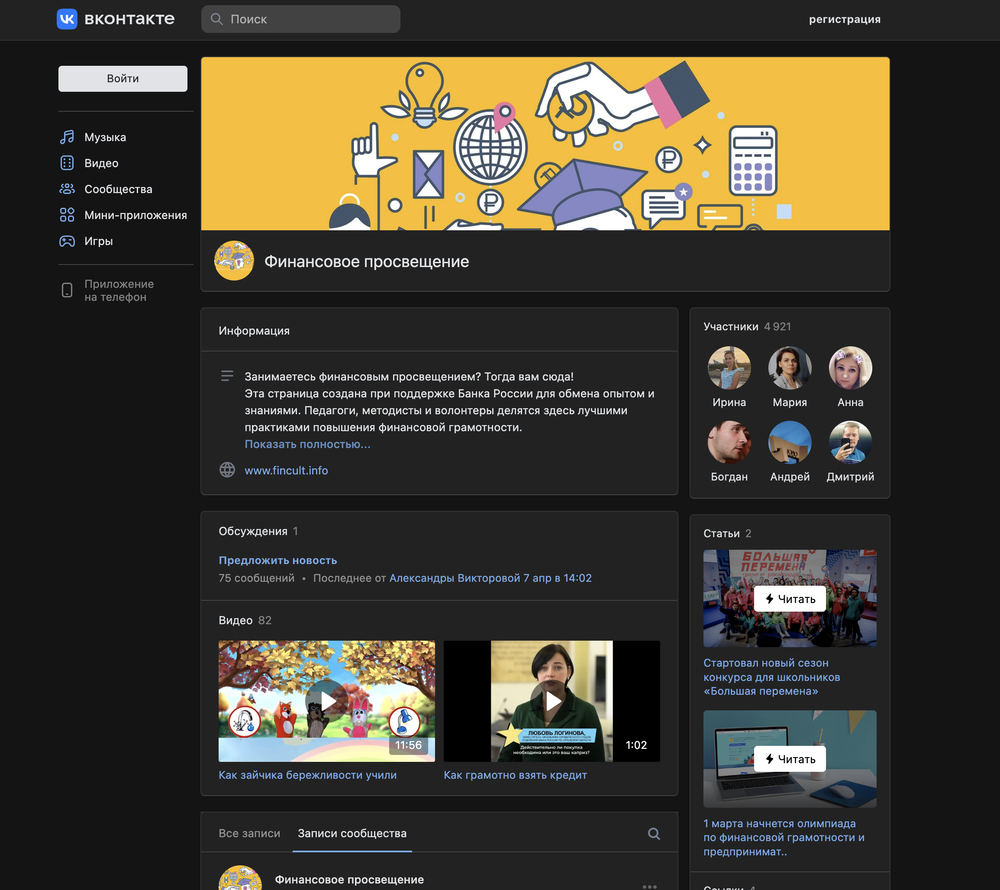 вконтакте
Поиск
регистрация
Войти
Музыка
Видео
Сообщества
Мини-приложения
Игры
Приложение
на телефон
Финансовое просвещение
Информация
Занимаетесь финансовым просвещением? Тогда вам сюда!
Эта страница создана при поддержке Банка России для обмена опытом и
знаниями. Педагоги, методисты и волонтеры делятся здесь лучшими
практиками повышения финансовой грамотности.
Показать полностью...
www.fincult.info
Участники 4 921
Ирина Мария Анна
1989
Богдан Андрей Дмитрий
Обсуждения 1
Предложить новость
75 сообщений • Последнее от Александры Викторовой 7 апр в 14:02
Видео 82
11:56
ЛЮБОВЬ ЛОГИНОВА,
ЗАМЕСТИТЕЛЬ НАЧАЛЬНИКА ЮРИДИЧЕСКОГО ОТДЕЛА
ОТДЕЛЕНИЯ БАНКА РОССИИ ПО ОРЛОВСКОЙ ОБЛАСТИ
Действительно ли покупка
необходима или это ваш каприз?
1:02
Как зайчика бережливости учили
Как грамотно взять кредит
Статьи 2
БОЛЬШАЯ
ПЕРЕМЕНА
СБЕР
Читать
Стартовал новый сезон
конкурса для школьников
«Большая перемена»
Читать
1 марта начнется олимпиада
по финансовой грамотности и
предпринимат..
Ссылки 4
Все записи Записи сообщества
Финансовое просвещение